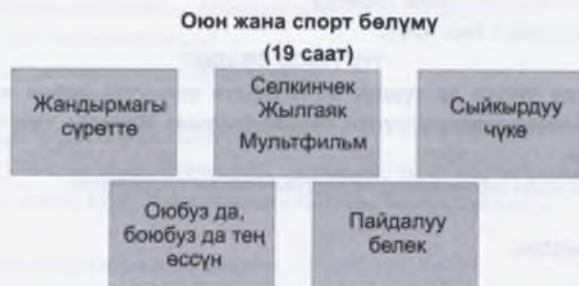 Оюн жана спорт бөлүмү
(19 саат)
Жандырмагы
сүрөттө
Селкинчек
Жылгаяк
Мультфильм
Сыйкырдуу
чүкө
Оюбуз да,
боюбуз да тең
өссүн
Пайдалуу
белек